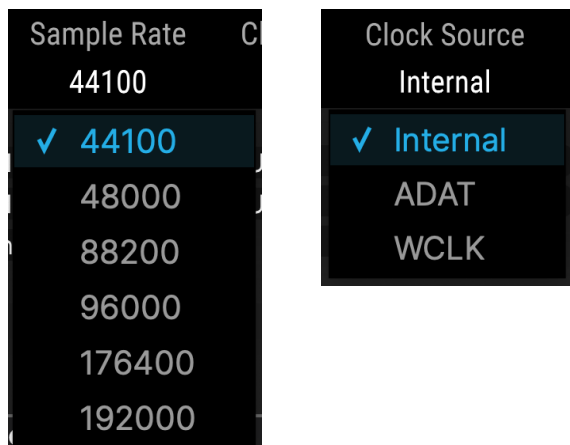 Sample Rate
44100
✓ 44100
48000
88200
96000
176400
192000
Clock Source
Internal
✓ Internal
ADAT
WCLK